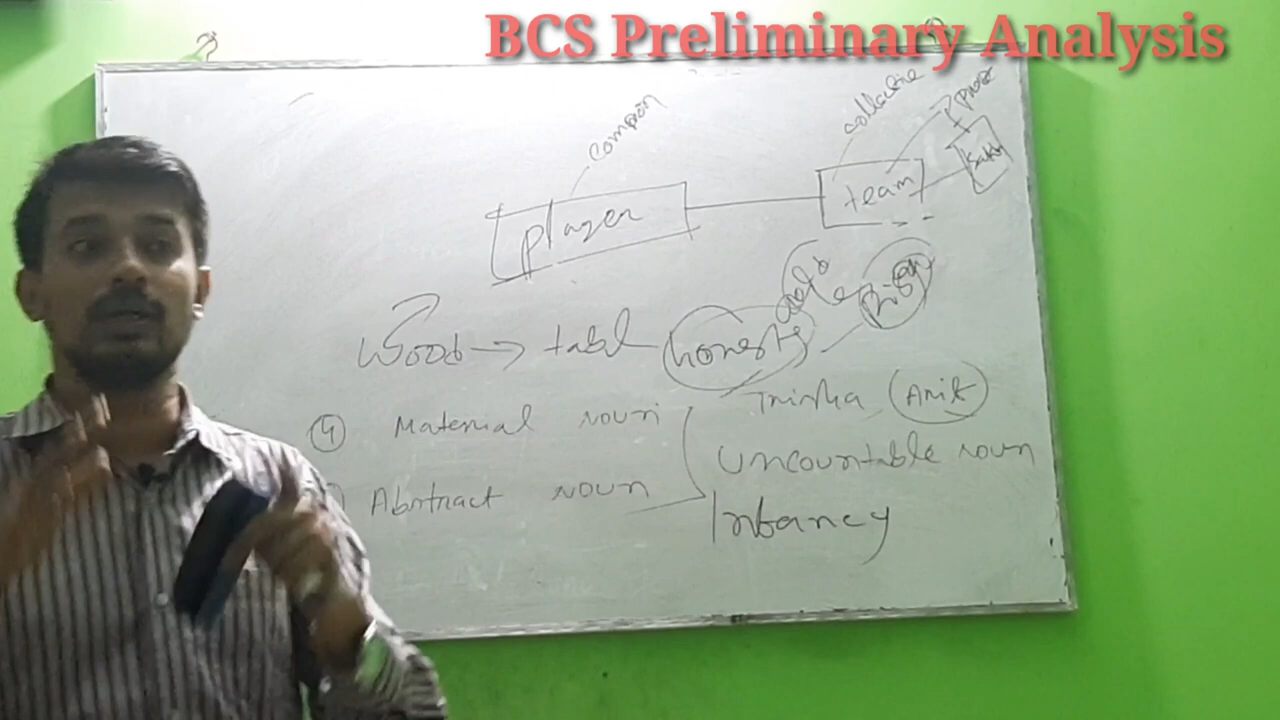 BCS Preliminary Analysis
common
collective
player
team
wood → table
honesty
④ Material noun
Trisha Anik
Uncountable noun
Abstract noun
Infancy